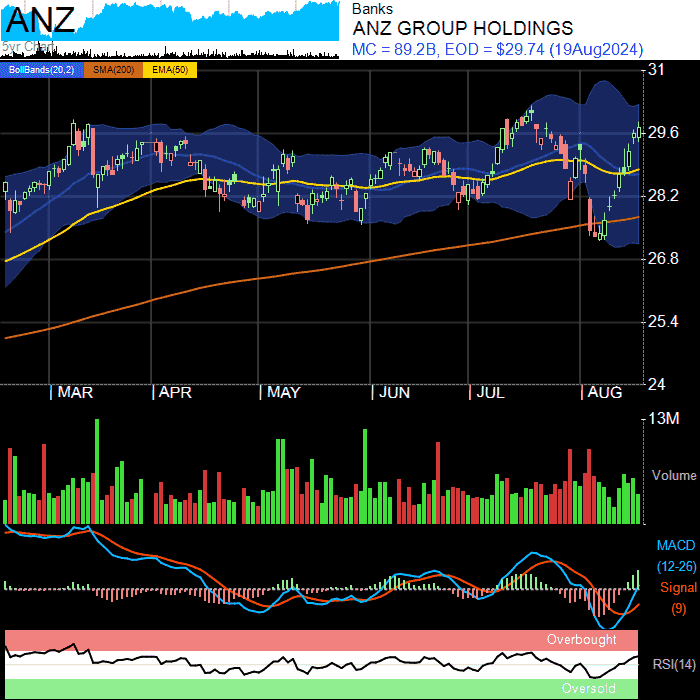 ANZ
5yr Chart
Banks
ANZ GROUP HOLDINGS
MC = 89.2B, EOD = $29.74 (19Aug2024)
BollBands(20,2) SMA(200) EMA(50)
31
29.6
28.2
26.8
25.4
24
MAR APR MAY JUN JUL AUG
13M
Volume
MACD
(12-26)
Signal
(9)
Overbought
RSI(14)
Oversold